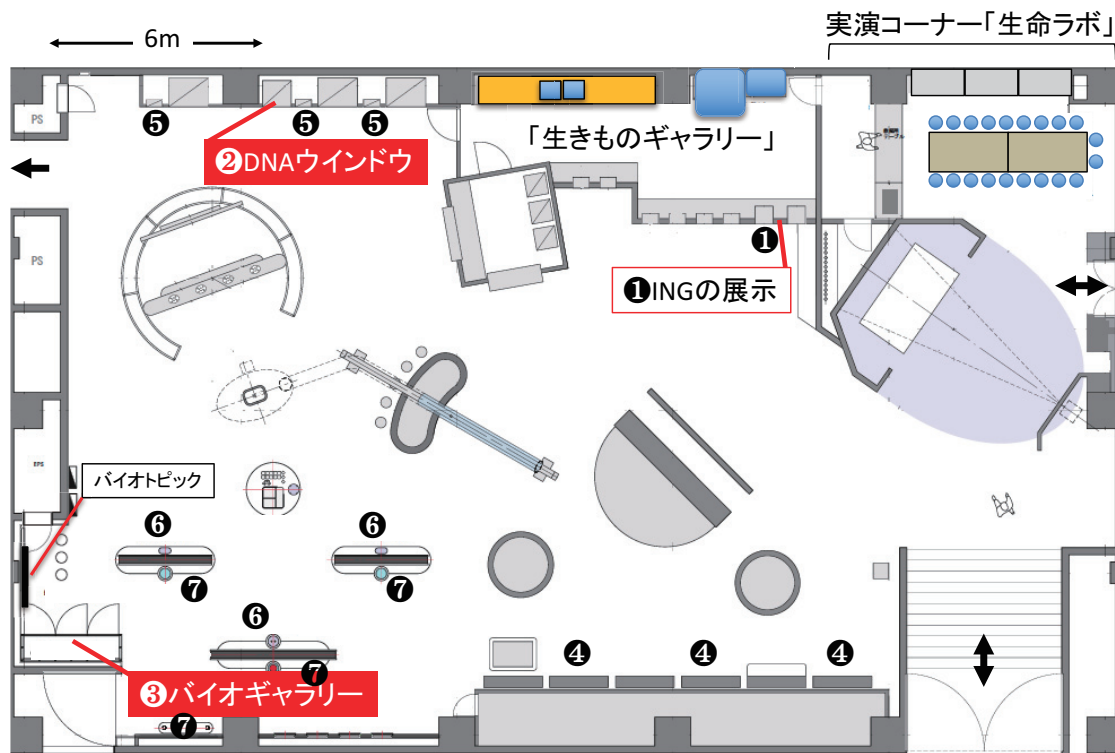 実演コーナー「生命ラボ」
6m
PS
❺
❺
❺
❷DNAウインドウ
「生きものギャラリー」
❶
❶INGの展示
PS
EPS
バイオトピック
❻
❻
❼
❼
❻
❼
❹
❹
❹
❸バイオギャラリー
❼